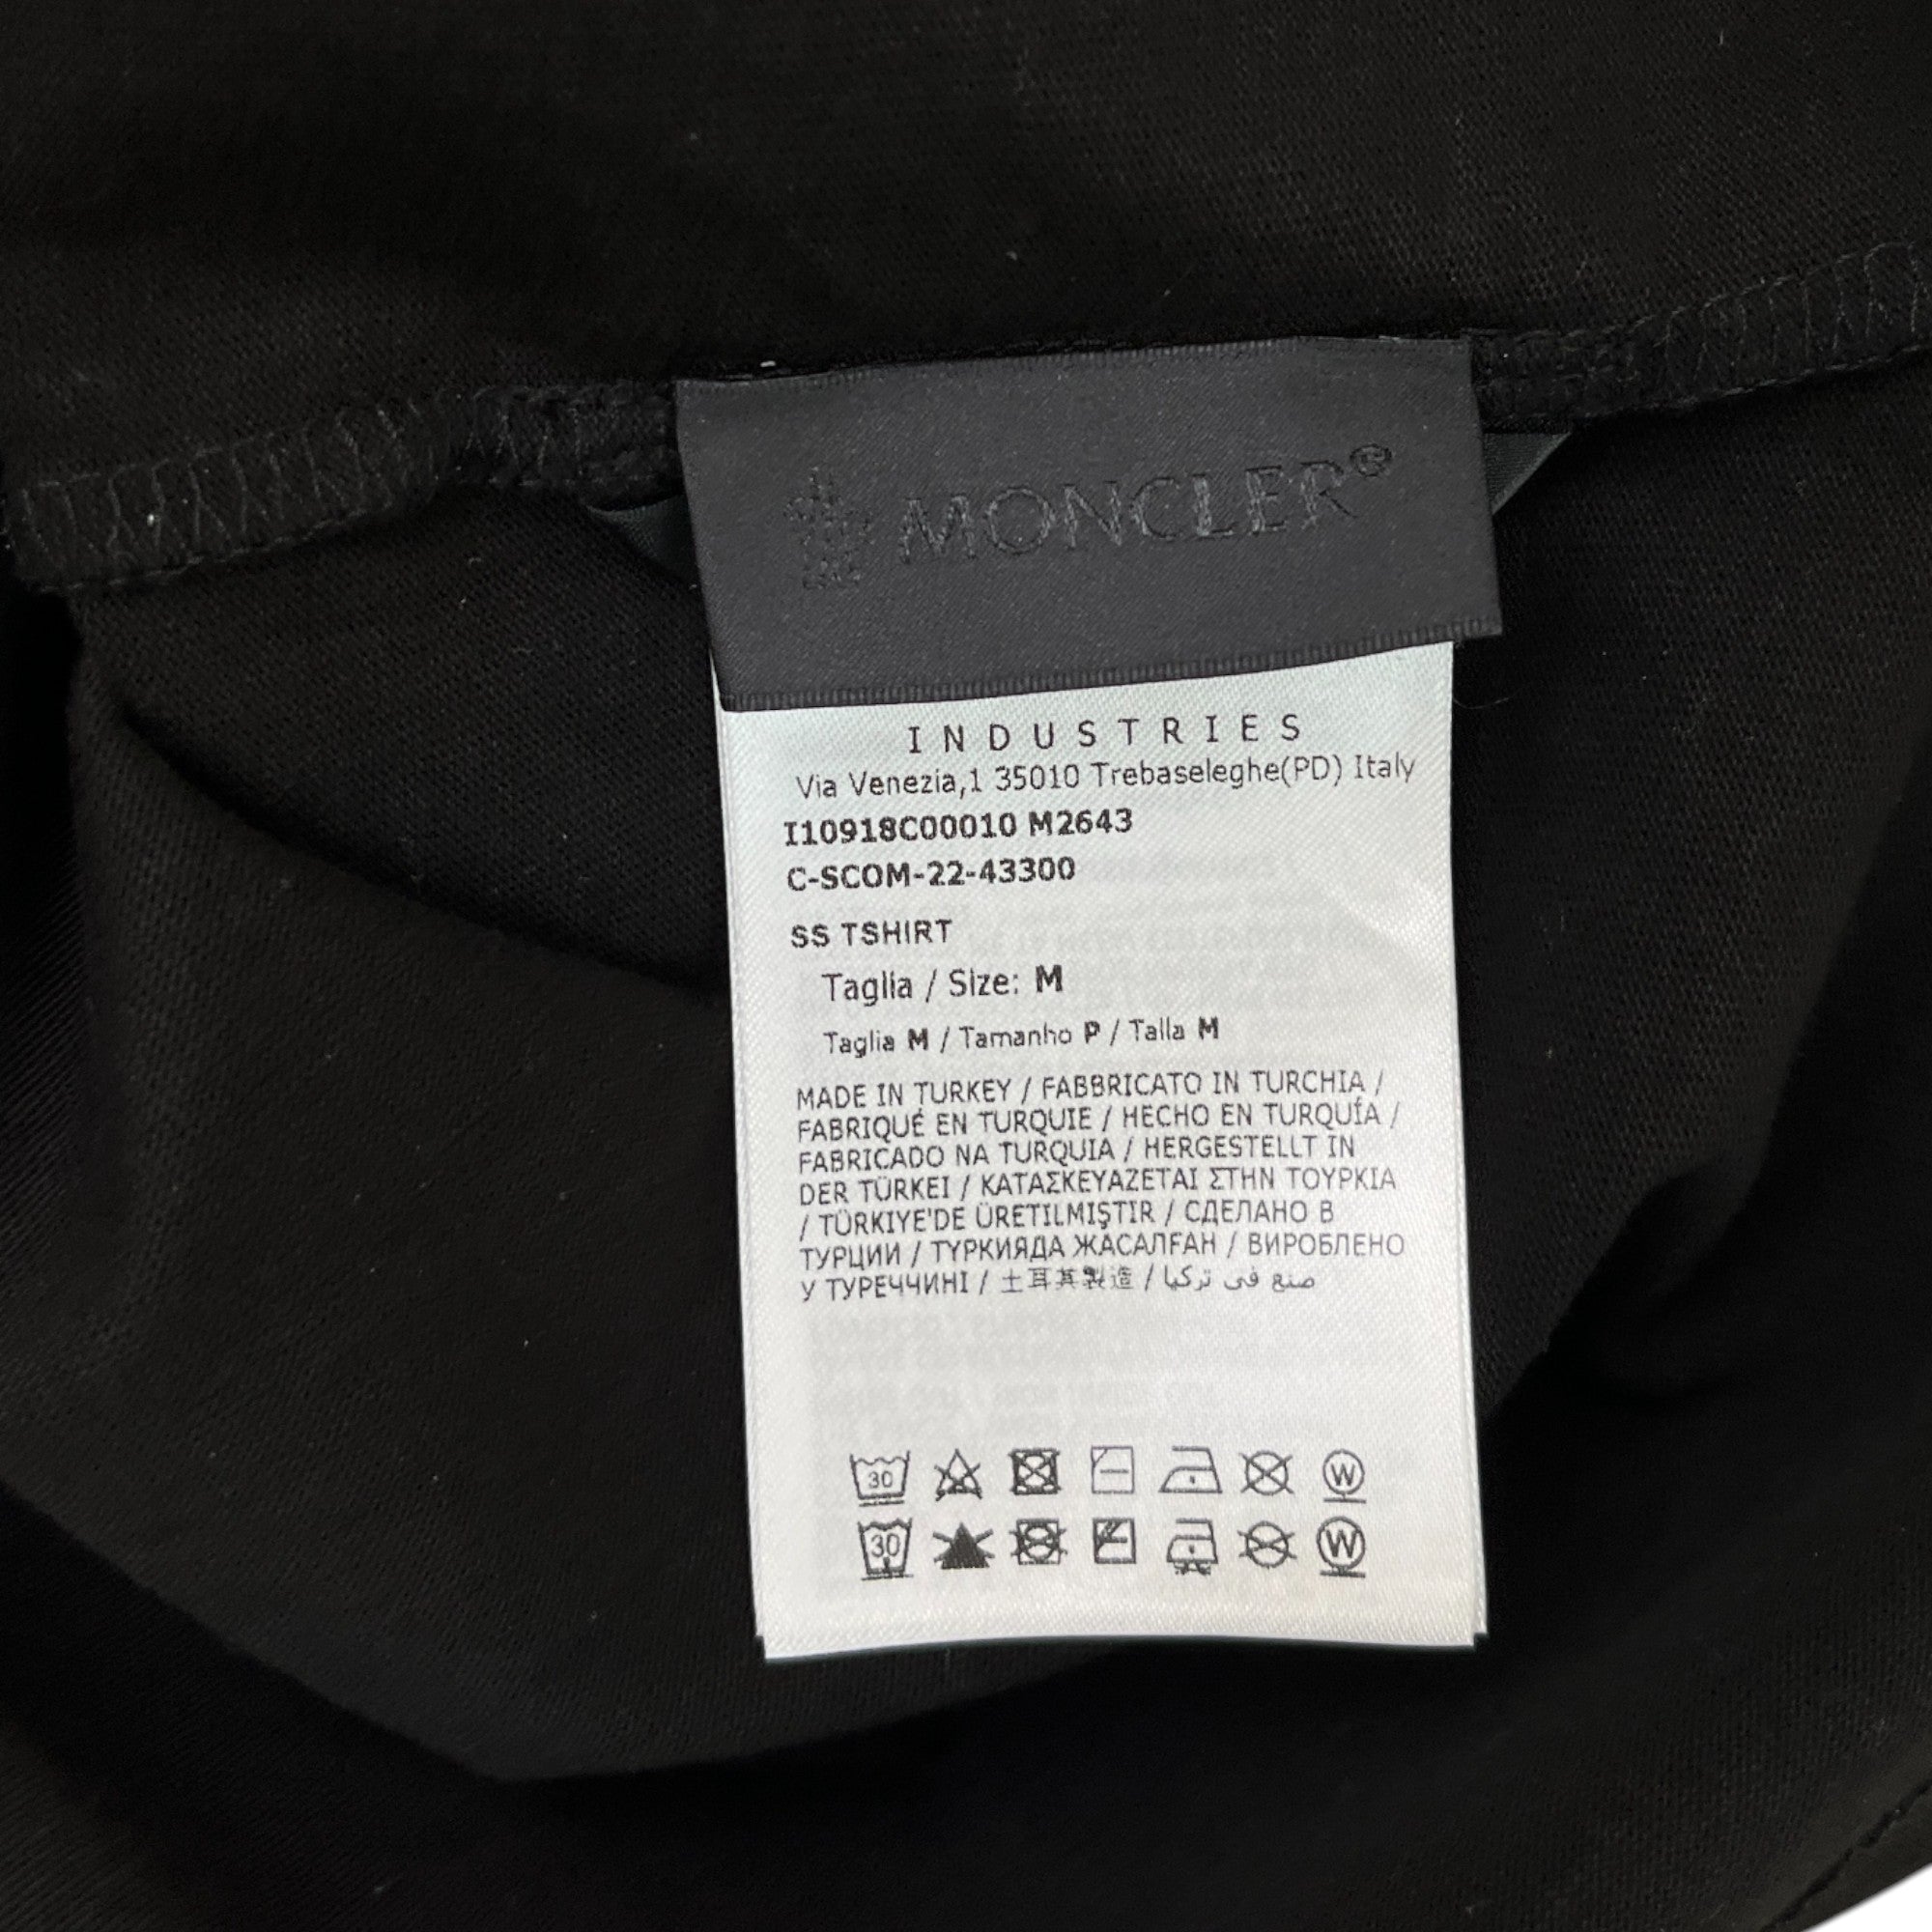 MONCLER®
INDUSTRIES
Via Venezia,1 35010 Trebaseleghe(PD) Italy
I10918C00010 M2643
C-SCOM-22-43300
SS TSHIRT
Taglia / Size: M
Taglia M / Tamanho P / Talla M
MADE IN TURKEY / FABBRICATO IN TURCHIA /
FABRIQUÉ EN TURQUIE / HECHO EN TURQUÍA /
FABRICADO NA TURQUIA / HERGESTELLT IN
DER TÜRKEI / ΚΑΤΑΣΚΕΥΑΖΕΤΑΙ ΣΤΗΝ ΤΟΥΡΚΙΑ
/ TÜRKIYE'DE ÜRETILMIŞTIR / СДЕЛАНО В
ТУРЦИИ / ТҮРКИЯДА ЖАСАЛҒАН / ВИРОБЛЕНО
У ТУРЕЧЧИНІ / 土耳其製造 / صنع في تركيا
30 W
30 W